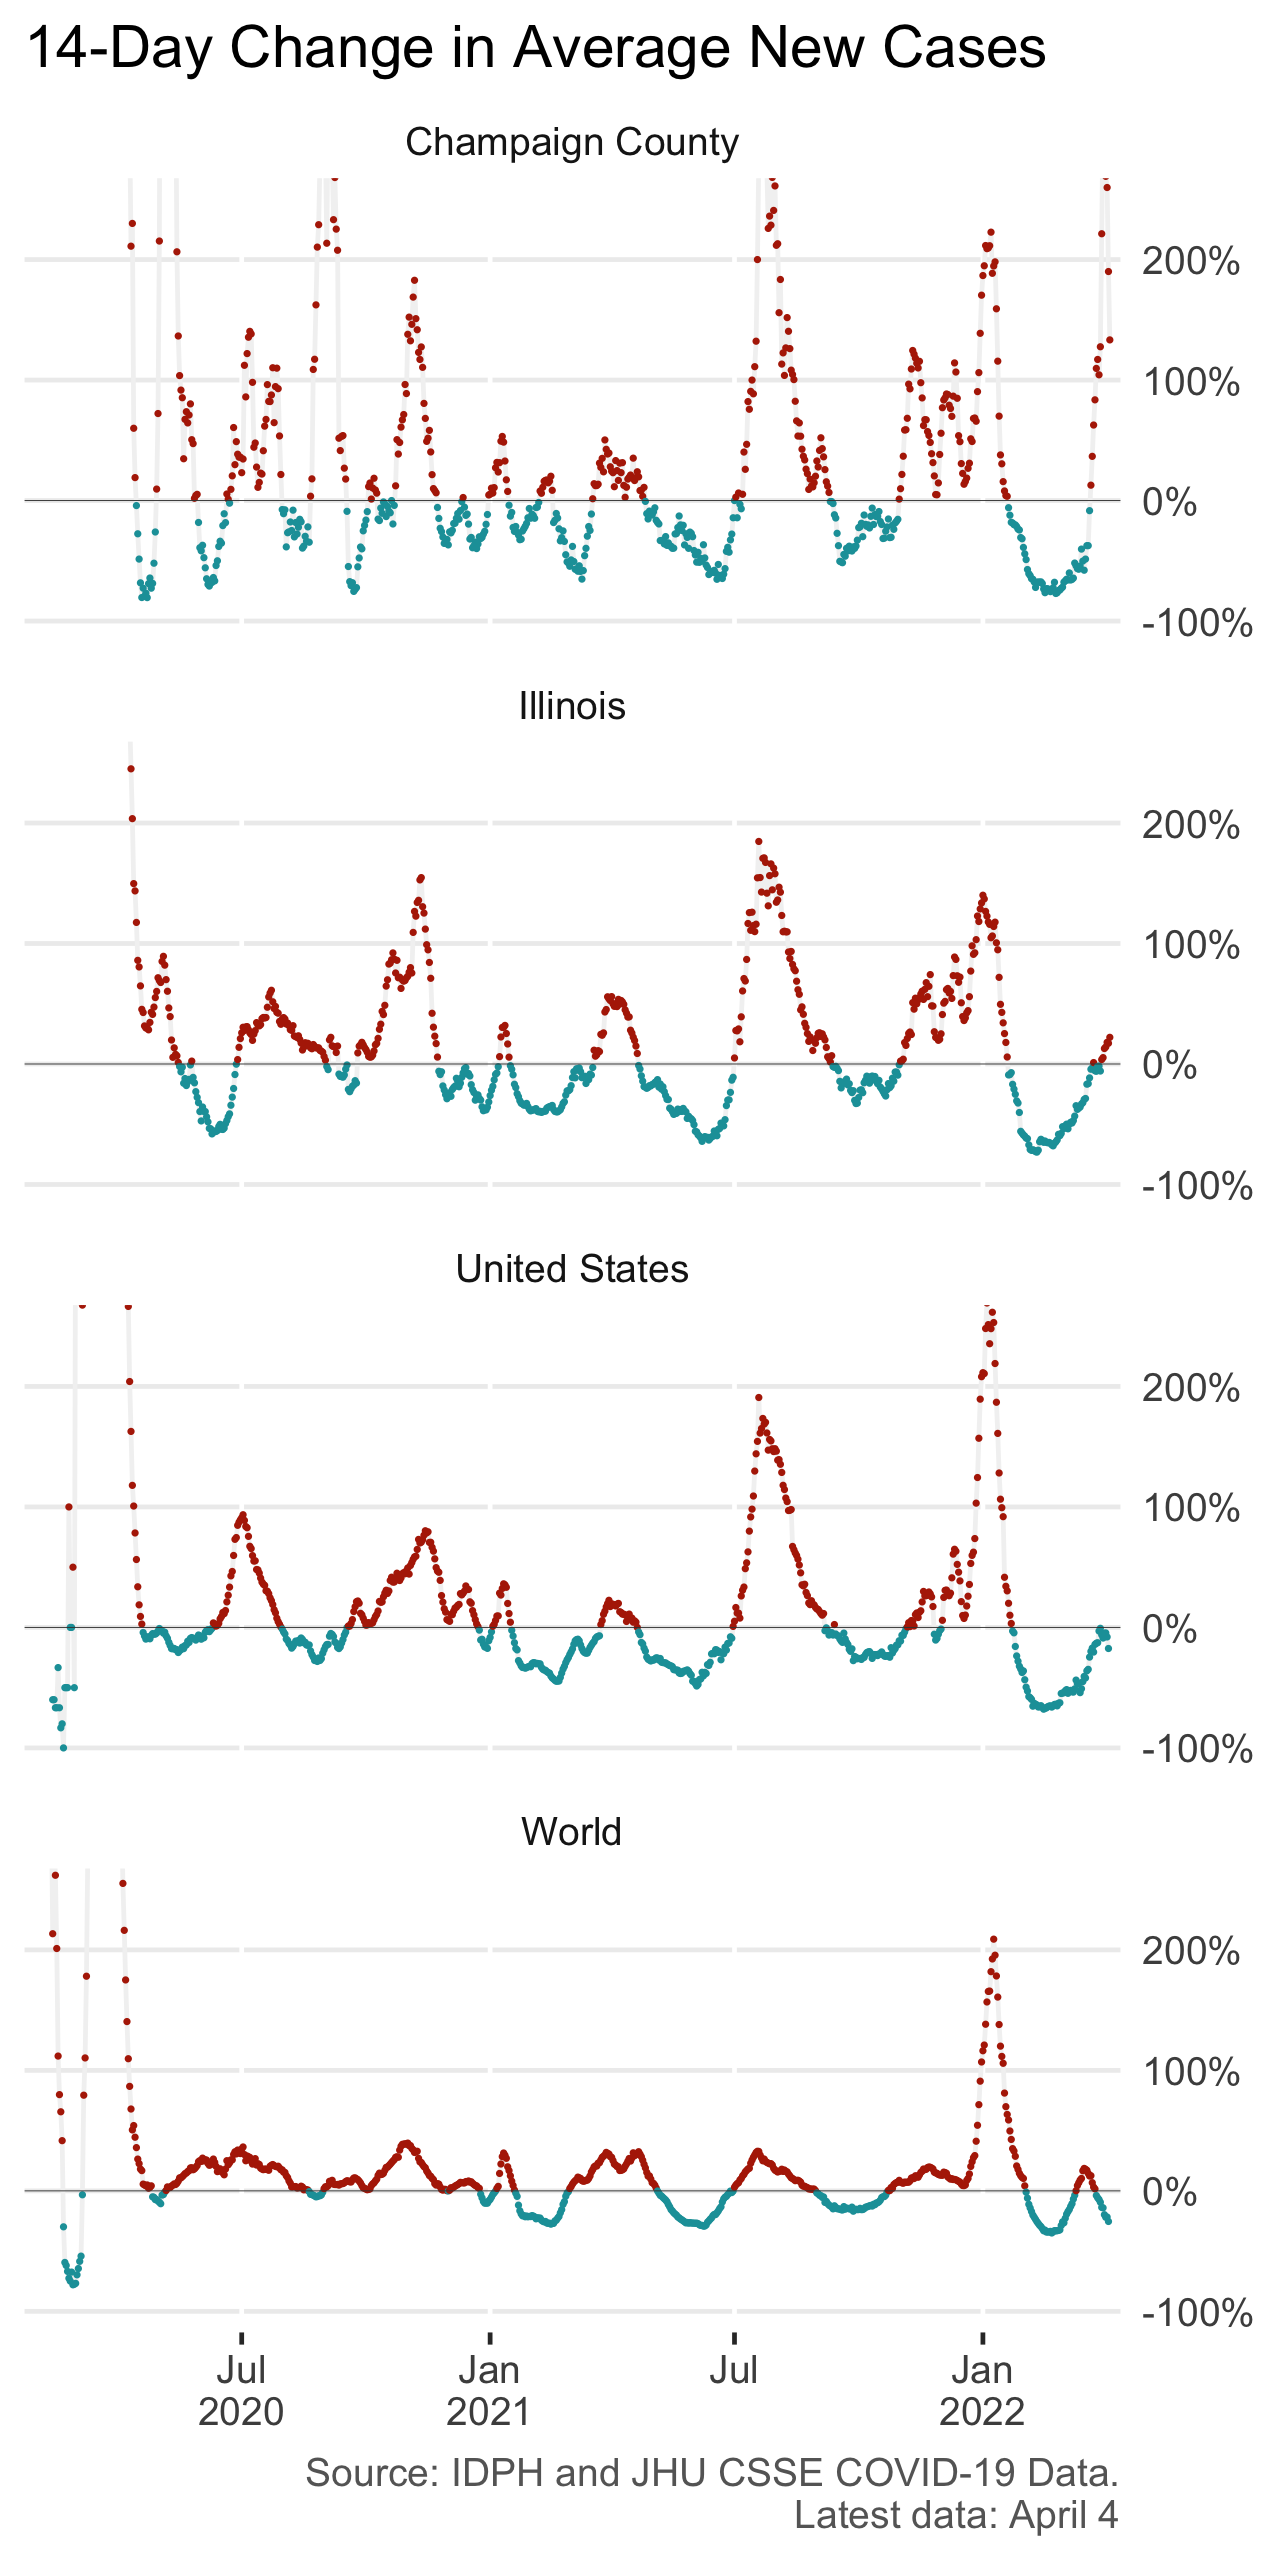 14-Day Change in Average New Cases
Champaign County
200%
100%
0%
-100%
Illinois
200%
100%
0%
-100%
United States
200%
100%
0%
-100%
World
200%
100%
0%
-100%
Jul Jan Jul Jan
2020 2021 2022
Source: IDPH and JHU CSSE COVID-19 Data.
Latest data: April 4